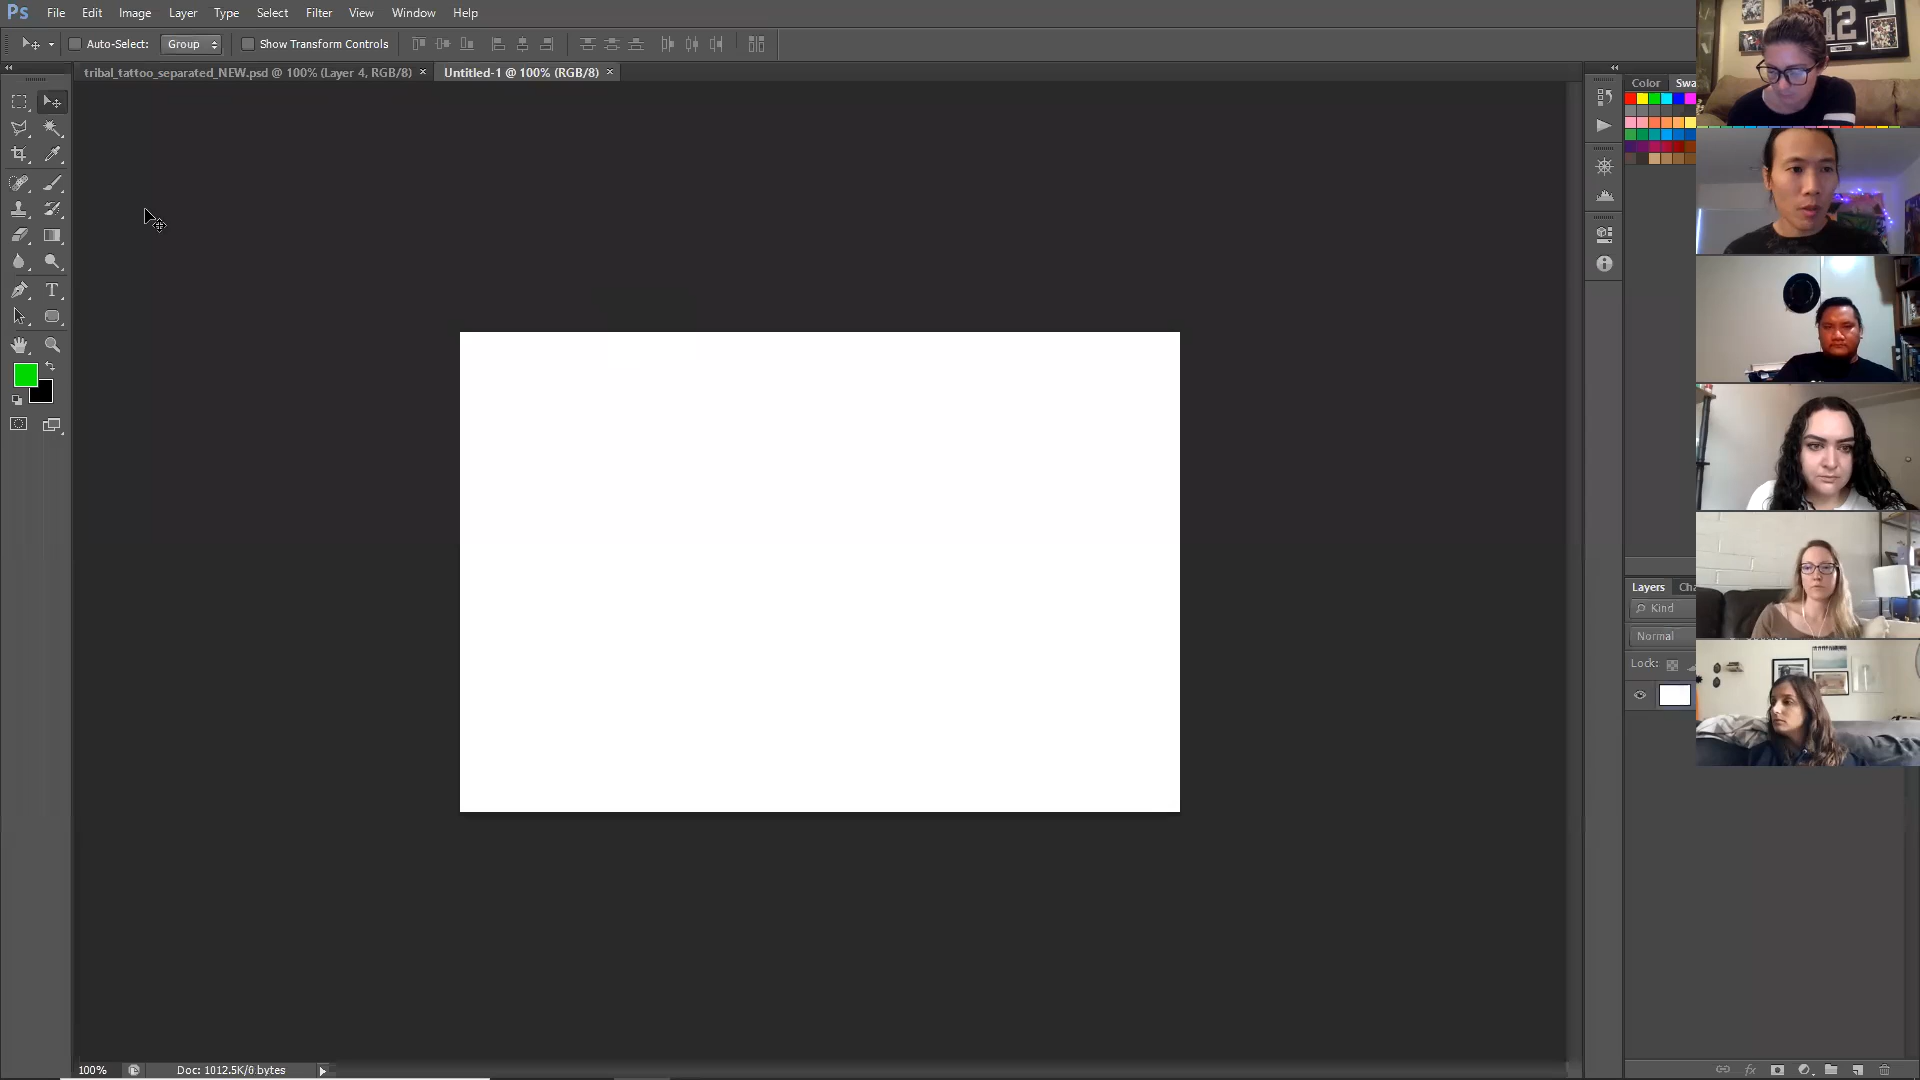 Ps File Edit Image Layer Type Select Filter View Window Help
Auto-Select: Group Show Transform Controls
tribal_tattoo_separated_NEW.psd @ 100% (Layer 4, RGB/8) × Untitled-1 @ 100% (RGB/8) ×
Color Swa
12
T
Layers Cha
Kind
Normal
Lock:
fx
100% Doc: 1012.5K/0 bytes